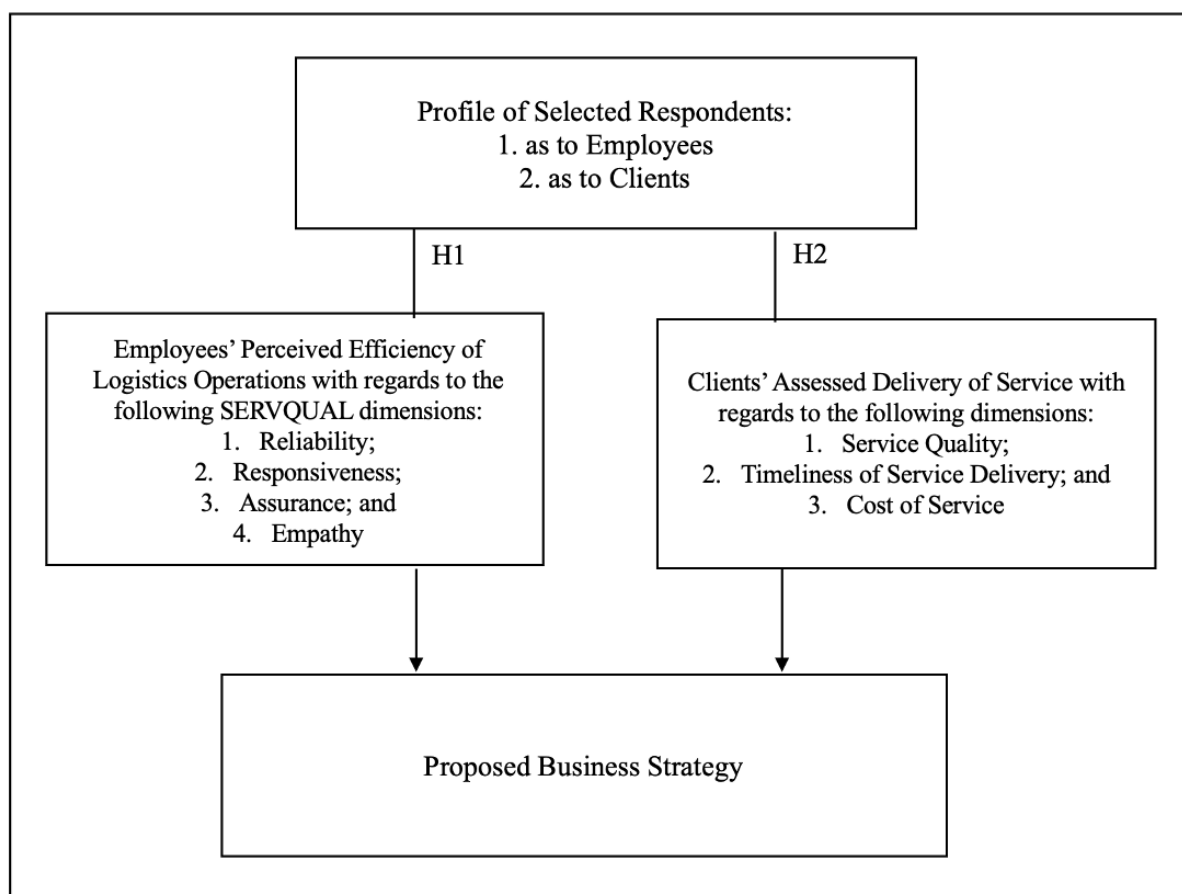 Profile of Selected Respondents:
1. as to Employees
2. as to Clients
H1
H2
Employees' Perceived Efficiency of
Logistics Operations with regards to the
following SERVQUAL dimensions:
1. Reliability;
2. Responsiveness;
3. Assurance; and
4. Empathy
Clients' Assessed Delivery of Service with
regards to the following dimensions:
1. Service Quality;
2. Timeliness of Service Delivery; and
3. Cost of Service
Proposed Business Strategy